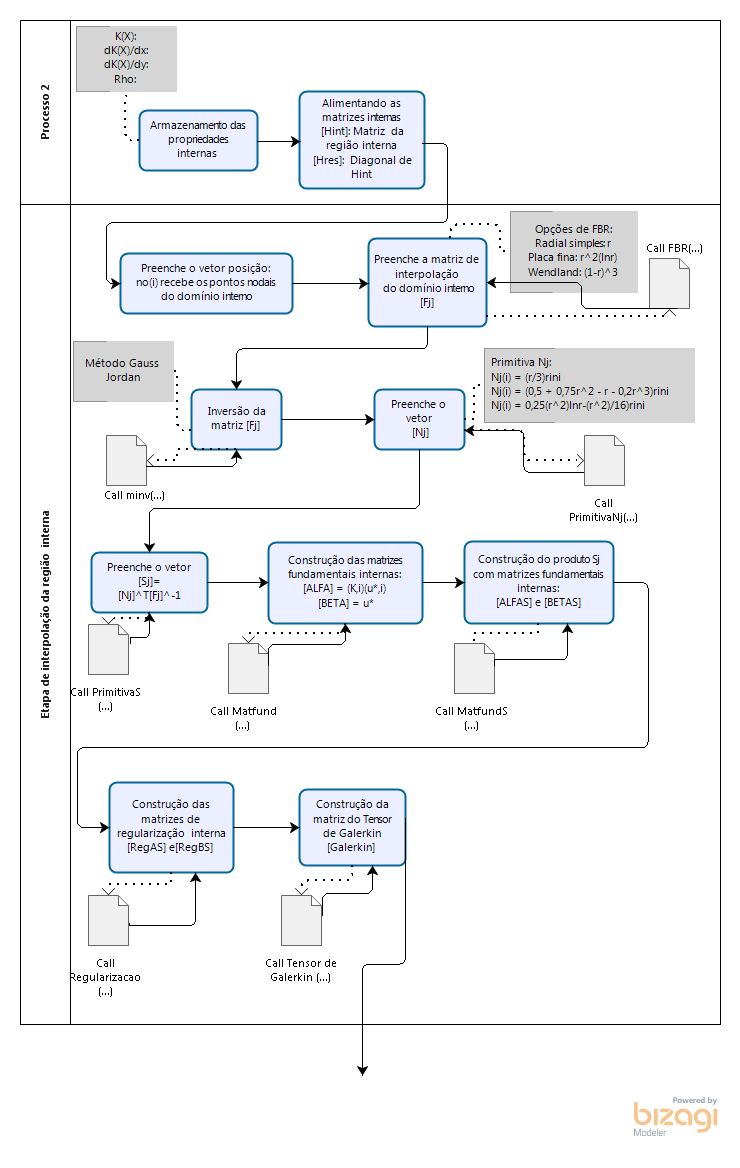 Processo 2
K(X):
dK(X)/dx:
dK(X)/dy:
Rho:
Armazenamento das
propriedades
internas
Alimentando as
matrizes internas
[Hint]: Matriz da
região interna
[Hres]: Diagonal de
Hint
Etapa de interpolação da região interna
Preenche o vetor posição:
no(i) recebe os pontos nodais
do domínio interno
Preenche a matriz de
interpolação
do domínio interno
[Fj]
Opções de FBR:
Radial simples: r
Placa fina: r^2(lnr)
Wendland: (1-r)^3
Call FBR(...)
Método Gauss
Jordan
Inversão da
matriz [Fj]
Call minv(...)
Preenche o
vetor
[Nj]
Primitiva Nj:
Nj(i) = (r/3)rini
Nj(i) = (0,5 + 0,75r^2 - r - 0,2r^3)rini
Nj(i) = 0,25(r^2)lnr-(r^2)/16)rini
Call
PrimitivaNj(...)
Preenche o vetor
[Sj]=
[Nj]^T[Fj]^-1
Call PrimitivaS
(...)
Construção das matrizes
fundamentais internas:
[ALFA] = (K,i)(u*,i)
[BETA] = u*
Call Matfund
(...)
Construção do produto Sj
com matrizes fundamentais
internas:
[ALFAS] e [BETAS]
Call MatfundS
(...)
Construção das
matrizes de
regularização interna
[RegAS] e[RegBS]
Call
Regularizacao
(...)
Construção da
matriz do Tensor
de Galerkin
[Galerkin]
Call Tensor de
Galerkin (...)
Powered by
bizagi
Modeler